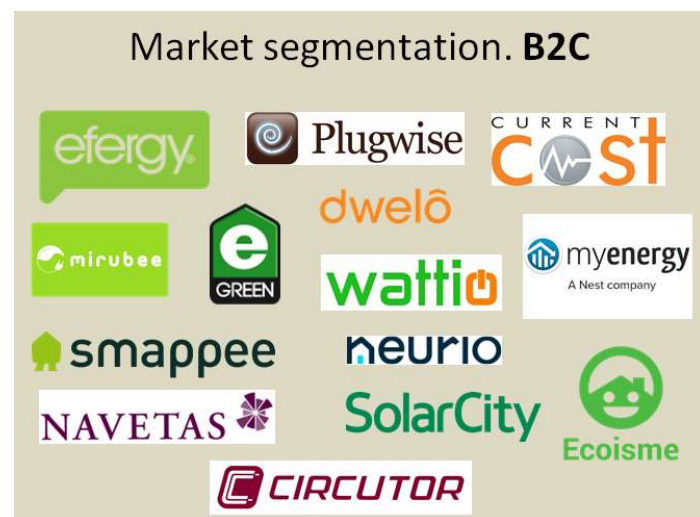 Market segmentation. B2C
efergy®
Plugwise
CURRENT
cost
dwelô
mirubee
e
GREEN
wattio
myenergy
A Nest company
smappee
neurio
NAVETAS
SolarCity
Ecoisme
CIRCUTOR